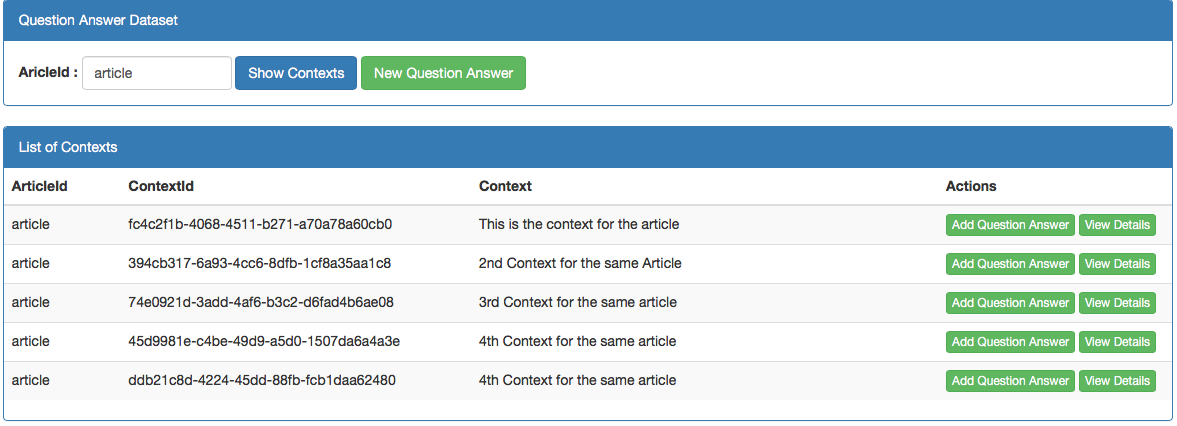 Question Answer Dataset
AricleId : article Show Contexts New Question Answer
List of Contexts
ArticleId ContextId Context Actions
article fc4c2f1b-4068-4511-b271-a70a78a60cb0 This is the context for the article Add Question Answer View Details
article 394cb317-6a93-4cc6-8dfb-1cf8a35aa1c8 2nd Context for the same Article Add Question Answer View Details
article 74e0921d-3add-4af6-b3c2-d6fad4b6ae08 3rd Context for the same article Add Question Answer View Details
article 45d9981e-c4be-49d9-a5d0-1507da6a4a3e 4th Context for the same article Add Question Answer View Details
article ddb21c8d-4224-45dd-88fb-fcb1daa62480 4th Context for the same article Add Question Answer View Details